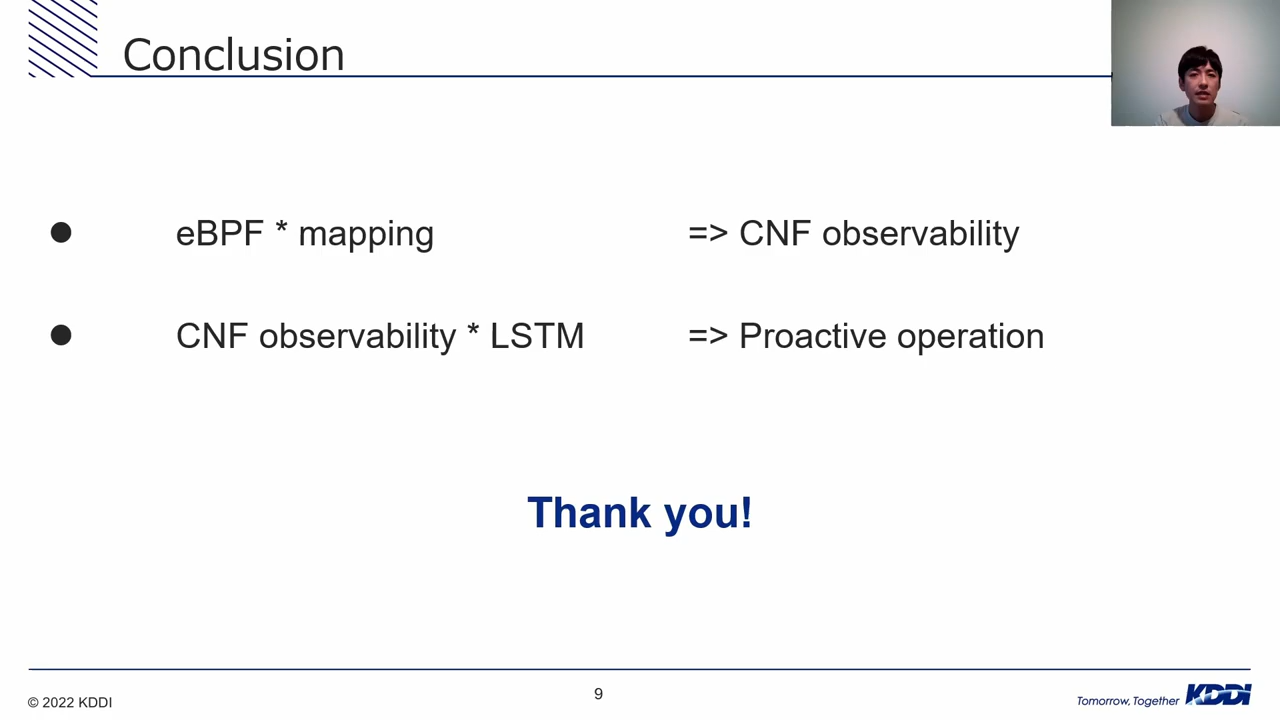 Conclusion
● eBPF * mapping => CNF observability
● CNF observability * LSTM => Proactive operation
Thank you!
© 2022 KDDI
9
Tomorrow, Together KDDI